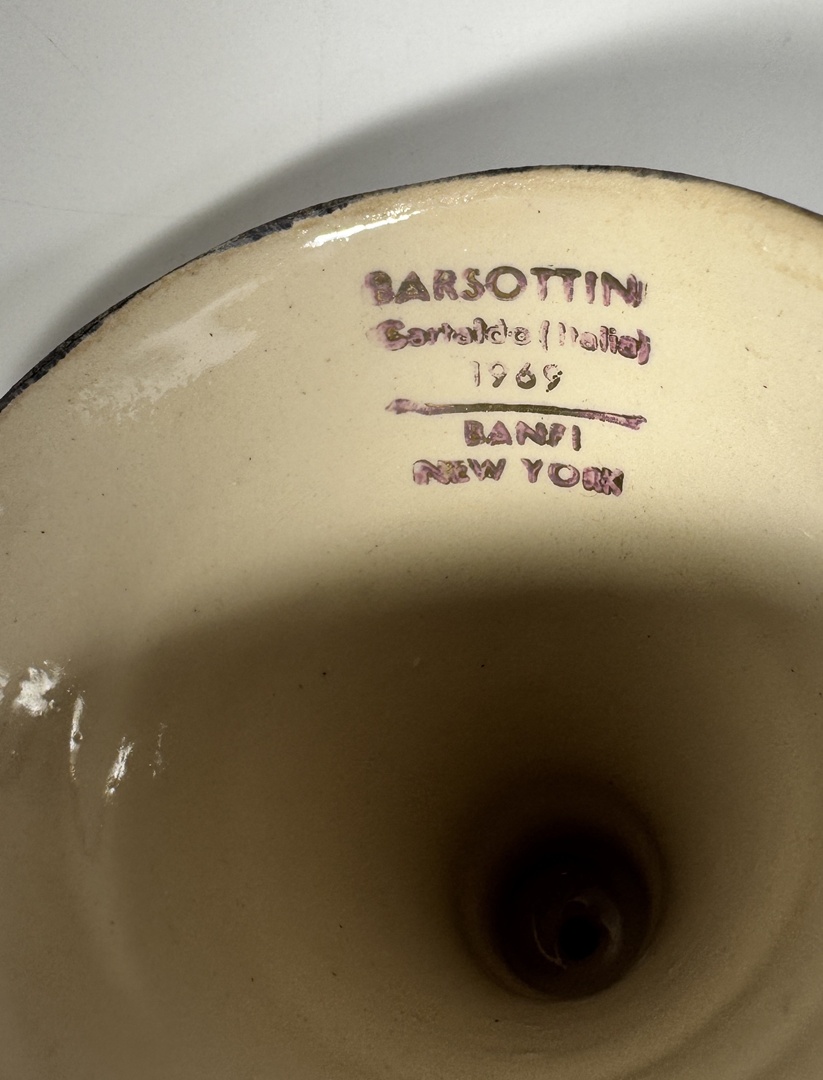 BARSOTTINI
Certaldo (Italia)
1969
BANFI
NEW YORK